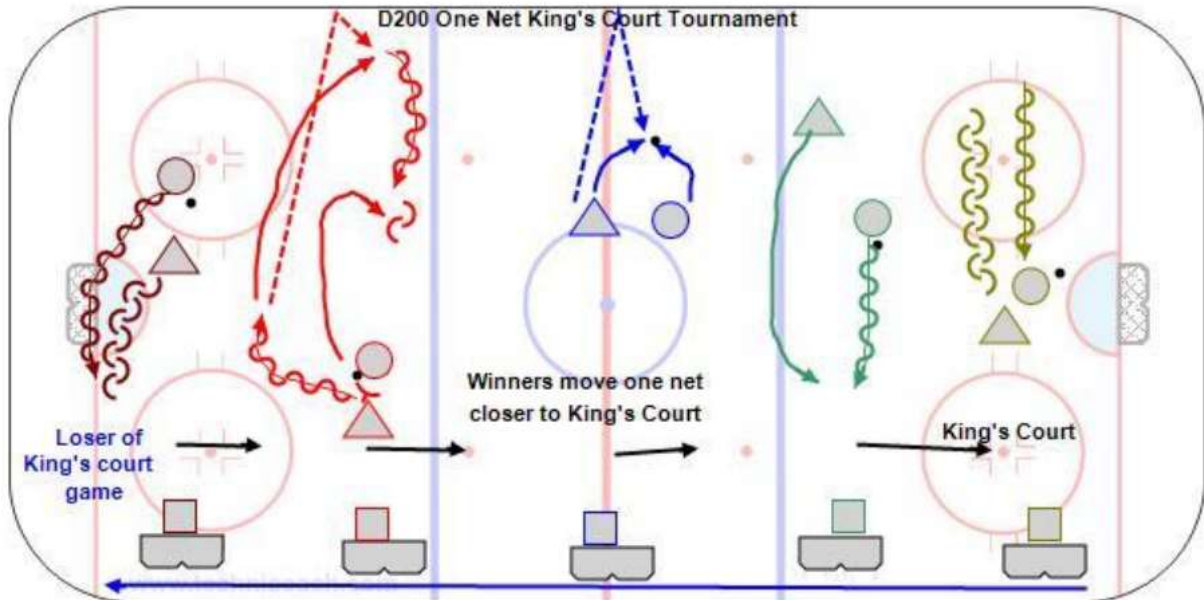 D200 One Net King's Court Tournament
Winners move one net
closer to King's Court
King's Court
Loser of
King's court
game